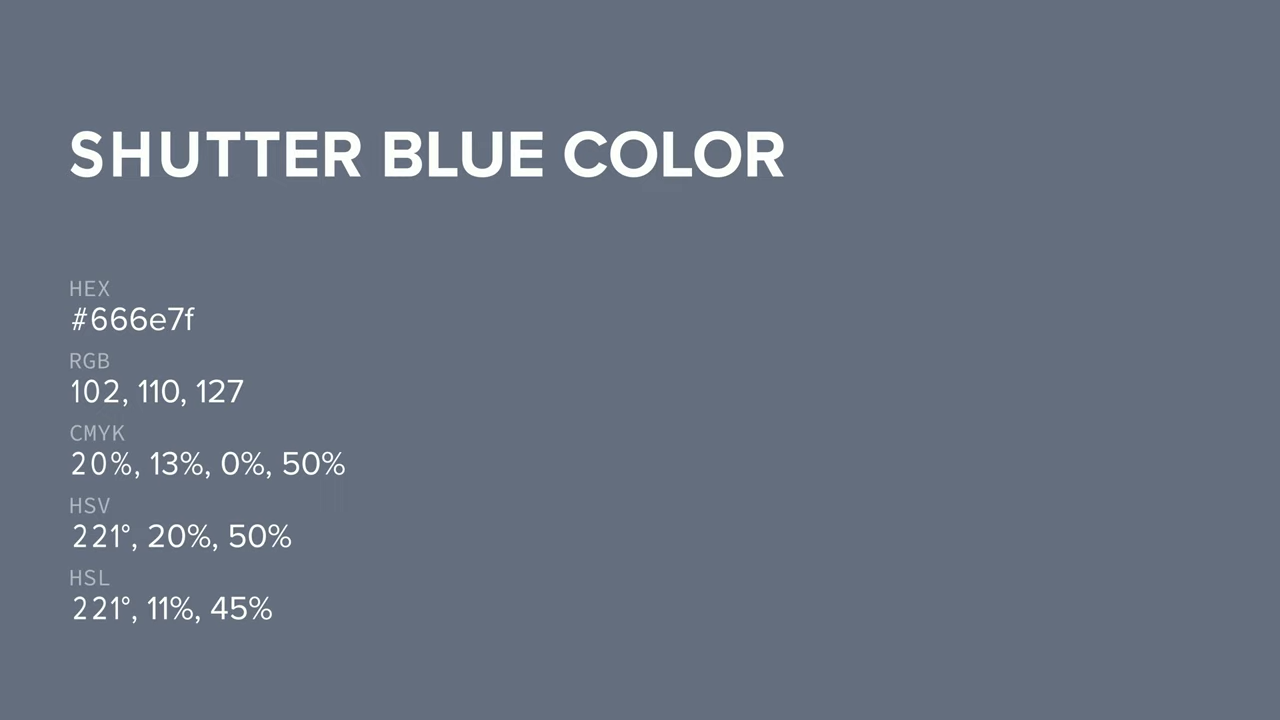 SHUTTER BLUE COLOR
HEX
#666e7f
RGB
102, 110, 127
CMYK
20%, 13%, 0%, 50%
HSV
221°, 20%, 50%
HSL
221°, 11%, 45%